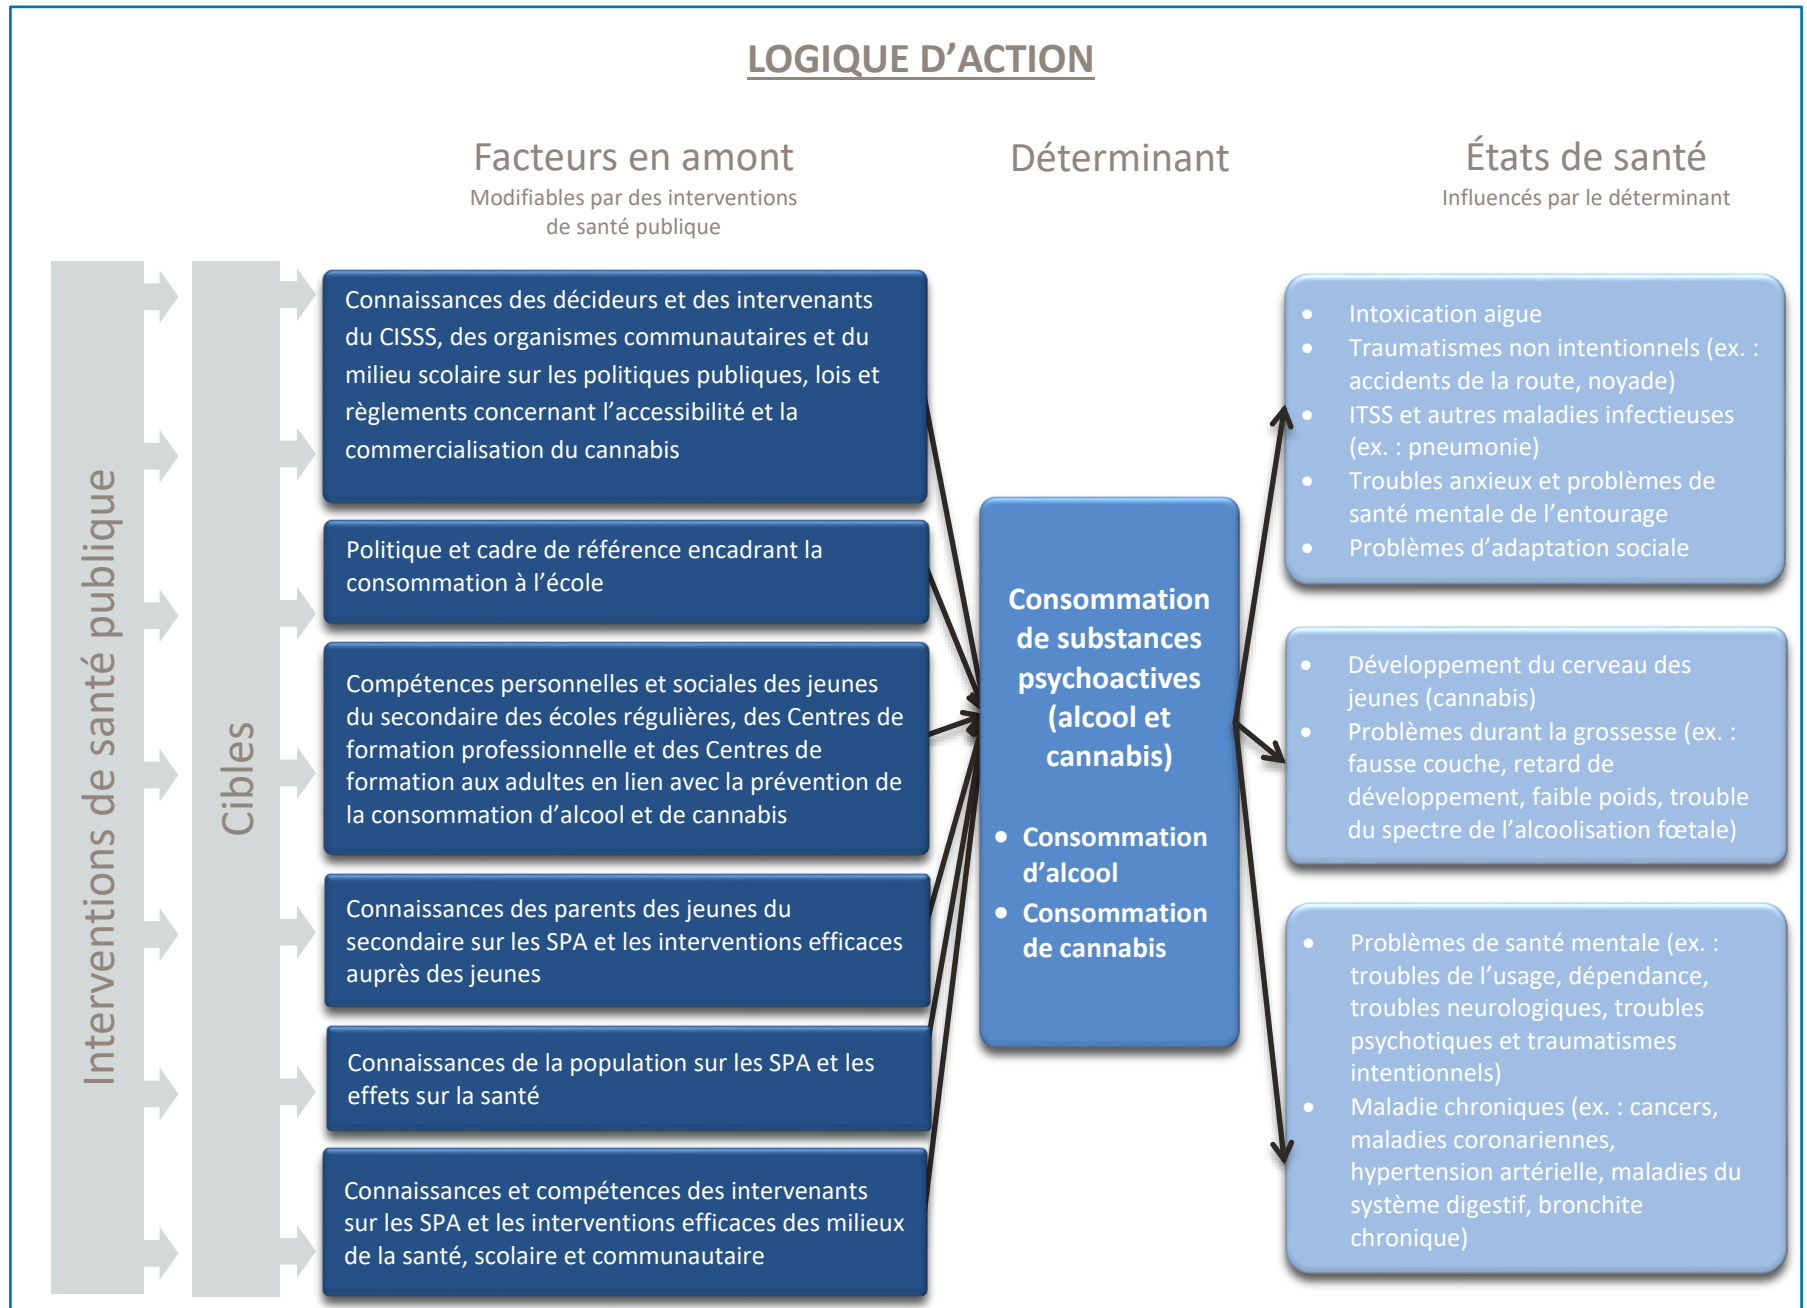 LOGIQUE D’ACTION
Facteurs en amont
Modifiables par des interventions
de santé publique
Déterminant
États de santé
Influencés par le déterminant
Interventions de santé publique
Cibles
Connaissances des décideurs et des intervenants
du CISSS, des organismes communautaires et du
milieu scolaire sur les politiques publiques, lois et
règlements concernant l’accessibilité et la
commercialisation du cannabis
Politique et cadre de référence encadrant la
consommation à l’école
Compétences personnelles et sociales des jeunes
du secondaire des écoles régulières, des Centres de
formation professionnelle et des Centres de
formation aux adultes en lien avec la prévention de
la consommation d’alcool et de cannabis
Connaissances des parents des jeunes du
secondaire sur les SPA et les interventions efficaces
auprès des jeunes
Connaissances de la population sur les SPA et les
effets sur la santé
Connaissances et compétences des intervenants
sur les SPA et les interventions efficaces des milieux
de la santé, scolaire et communautaire
Consommation
de substances
psychoactives
(alcool et
cannabis)
• Consommation
d’alcool
• Consommation
de cannabis
• Intoxication aigue
• Traumatismes non intentionnels (ex. :
accidents de la route, noyade)
• ITSS et autres maladies infectieuses
(ex. : pneumonie)
• Troubles anxieux et problèmes de
santé mentale de l’entourage
• Problèmes d’adaptation sociale
• Développement du cerveau des
jeunes (cannabis)
• Problèmes durant la grossesse (ex. :
fausse couche, retard de
développement, faible poids, trouble
du spectre de l’alcoolisation fœtale)
• Problèmes de santé mentale (ex. :
troubles de l’usage, dépendance,
troubles neurologiques, troubles
psychotiques et traumatismes
intentionnels)
• Maladie chroniques (ex. : cancers,
maladies coronariennes,
hypertension artérielle, maladies du
système digestif, bronchite
chronique)